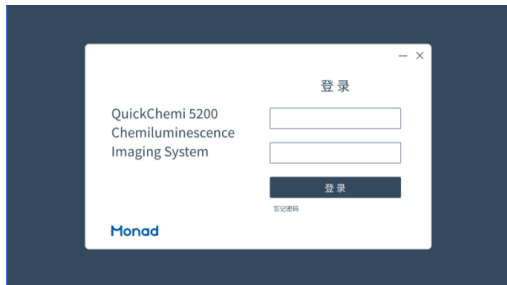 登录
QuickChemi 5200
Chemiluminescence
Imaging System
登录
忘记密码
Monad